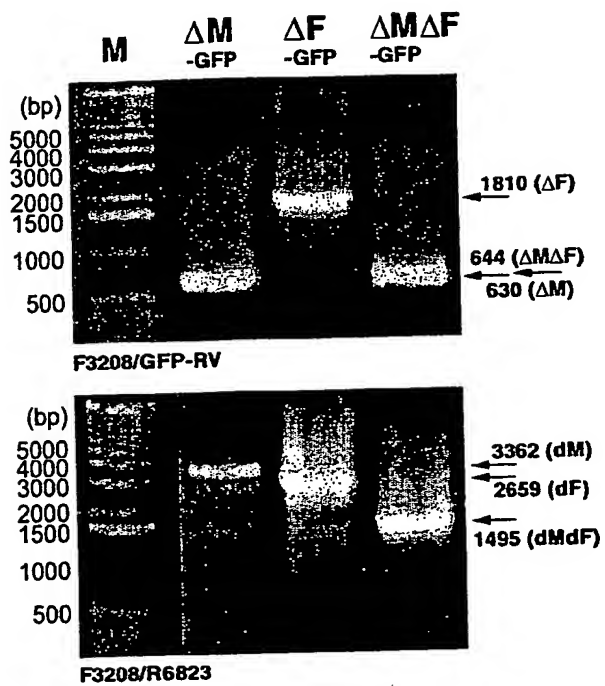 M ΔM ΔF ΔMΔF
-GFP -GFP -GFP
(bp)
5000
4000
3000
2000
1500
1000
500
1810 (ΔF)
644 (ΔMΔF)
630 (ΔM)
F3208/GFP-RV
(bp)
5000
4000
3000
2000
1500
1000
500
3362 (dM)
2659 (dF)
1495 (dMdF)
F3208/R6823